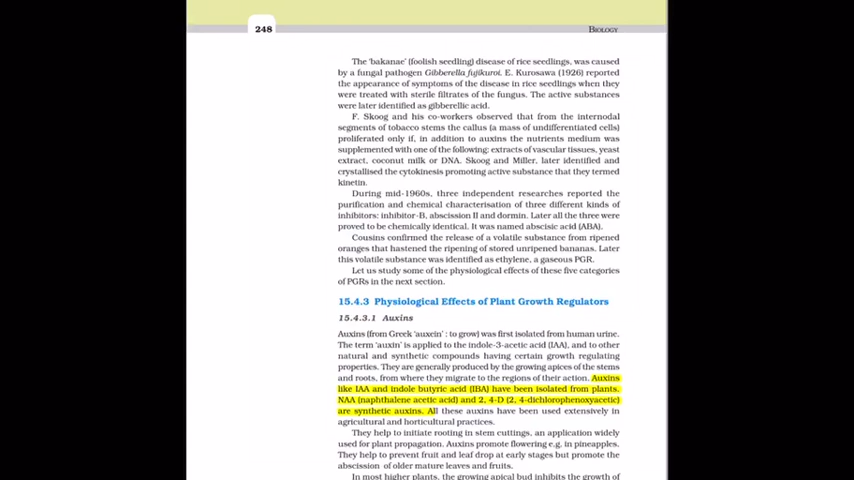 248
BIOLOGY
The 'bakanae' (foolish seedling) disease of rice seedlings, was caused
by a fungal pathogen Gibberella fujikuroi. E. Kurosawa (1926) reported
the appearance of symptoms of the disease in rice seedlings when they
were treated with sterile filtrates of the fungus. The active substances
were later identified as gibberellic acid.
F. Skoog and his co-workers observed that from the internodal
segments of tobacco stems the callus (a mass of undifferentiated cells)
proliferated only if, in addition to auxins the nutrients medium was
supplemented with one of the following: extracts of vascular tissues, yeast
extract, coconut milk or DNA. Skoog and Miller, later identified and
crystallised the cytokinesis promoting active substance that they termed
kinetin.
During mid-1960s, three independent researches reported the
purification and chemical characterisation of three different kinds of
inhibitors: inhibitor-B, abscission II and dormin. Later all the three were
proved to be chemically identical. It was named abscisic acid (ABA).
Cousins confirmed the release of a volatile substance from ripened
oranges that hastened the ripening of stored unripened bananas. Later
this volatile substance was identified as ethylene, a gaseous PGR.
Let us study some of the physiological effects of these five categories
of PGRs in the next section.
15.4.3 Physiological Effects of Plant Growth Regulators
15.4.3.1 Auxins
Auxins (from Greek 'auxein' : to grow) was first isolated from human urine.
The term 'auxin' is applied to the indole-3-acetic acid (IAA), and to other
natural and synthetic compounds having certain growth regulating
properties. They are generally produced by the growing apices of the stems
and roots, from where they migrate to the regions of their action. Auxins
like IAA and indole butyric acid (IBA) have been isolated from plants.
NAA (naphthalene acetic acid) and 2, 4-D (2, 4-dichlorophenoxyacetic)
are synthetic auxins. All these auxins have been used extensively in
agricultural and horticultural practices.
They help to initiate rooting in stem cuttings, an application widely
used for plant propagation. Auxins promote flowering e.g. in pineapples.
They help to prevent fruit and leaf drop at early stages but promote the
abscission of older mature leaves and fruits.
In most higher plants, the growing apical bud inhibits the growth of